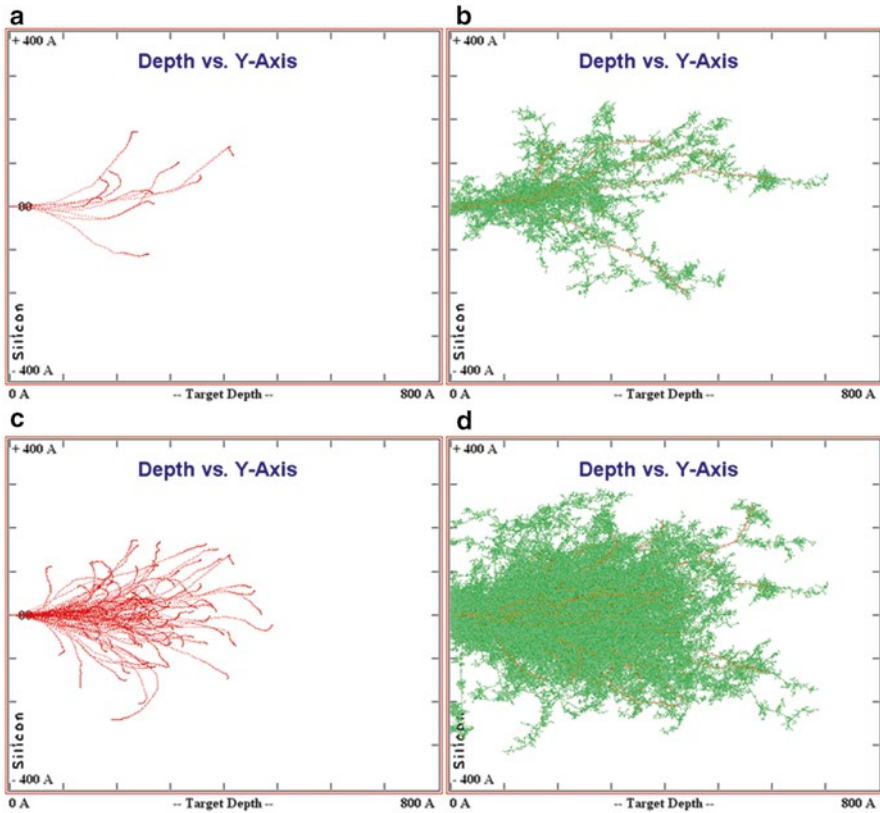 a
+ 400 A
Depth vs. Y-Axis
Silicon
- 400 A
0 A
-- Target Depth --
800 A
b
+ 400 A
Depth vs. Y-Axis
Silicon
- 400 A
0 A
-- Target Depth --
800 A
c
+ 400 A
Depth vs. Y-Axis
Silicon
- 400 A
0 A
-- Target Depth --
800 A
d
+ 400 A
Depth vs. Y-Axis
Silicon
- 400 A
0 A
-- Target Depth --
800 A